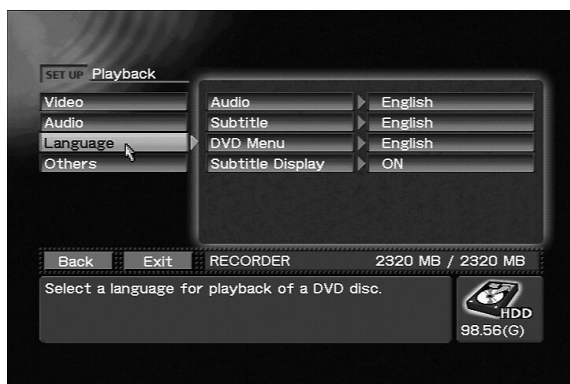 SET UP Playback
Video
Audio
Language
Others
Audio English
Subtitle English
DVD Menu English
Subtitle Display ON
Back Exit RECORDER 2320 MB / 2320 MB
Select a language for playback of a DVD disc.
HDD
98.56(G)